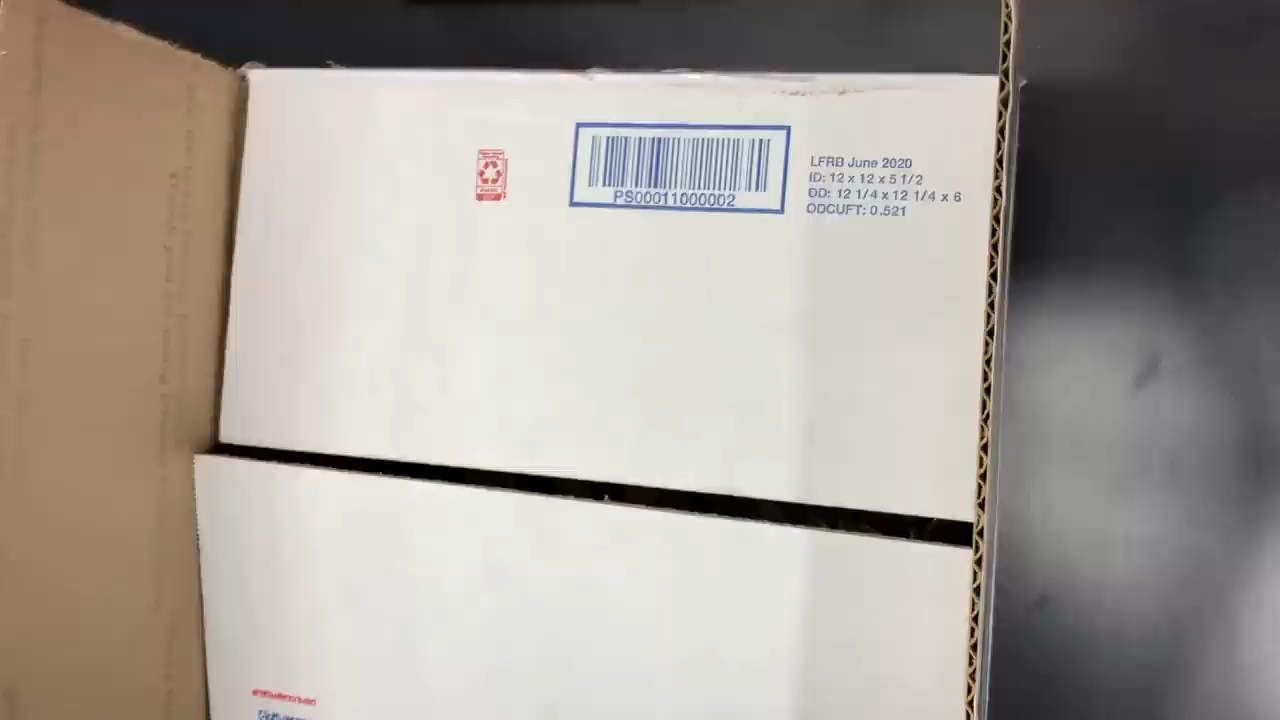 PS00011000002
LFRB June 2020
ID: 12 x 12 x 5 1/2
OD: 12 1/4 x 12 1/4 x 6
ODCUFT: 0.521